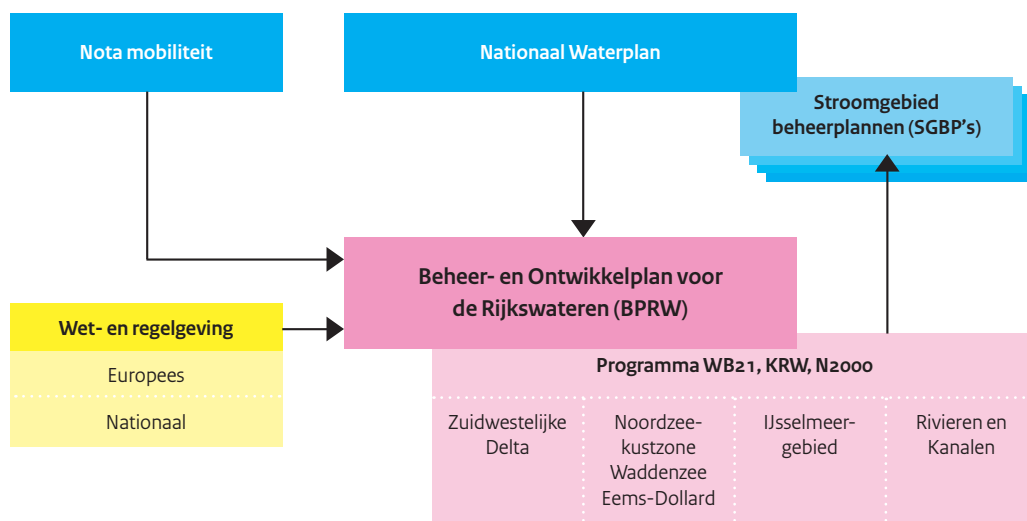 Nota mobiliteit
Nationaal Waterplan
Stroomgebied
beheerplannen (SGBP's)
Beheer- en Ontwikkelplan voor
de Rijkswateren (BPRW)
Wet- en regelgeving
Europees
Nationaal
Programma WB21, KRW, N2000
Zuidwestelijke
Delta
Noordzee-
kustzone
Waddenzee
Eems-Dollard
IJsselmeer-
gebied
Rivieren en
Kanalen